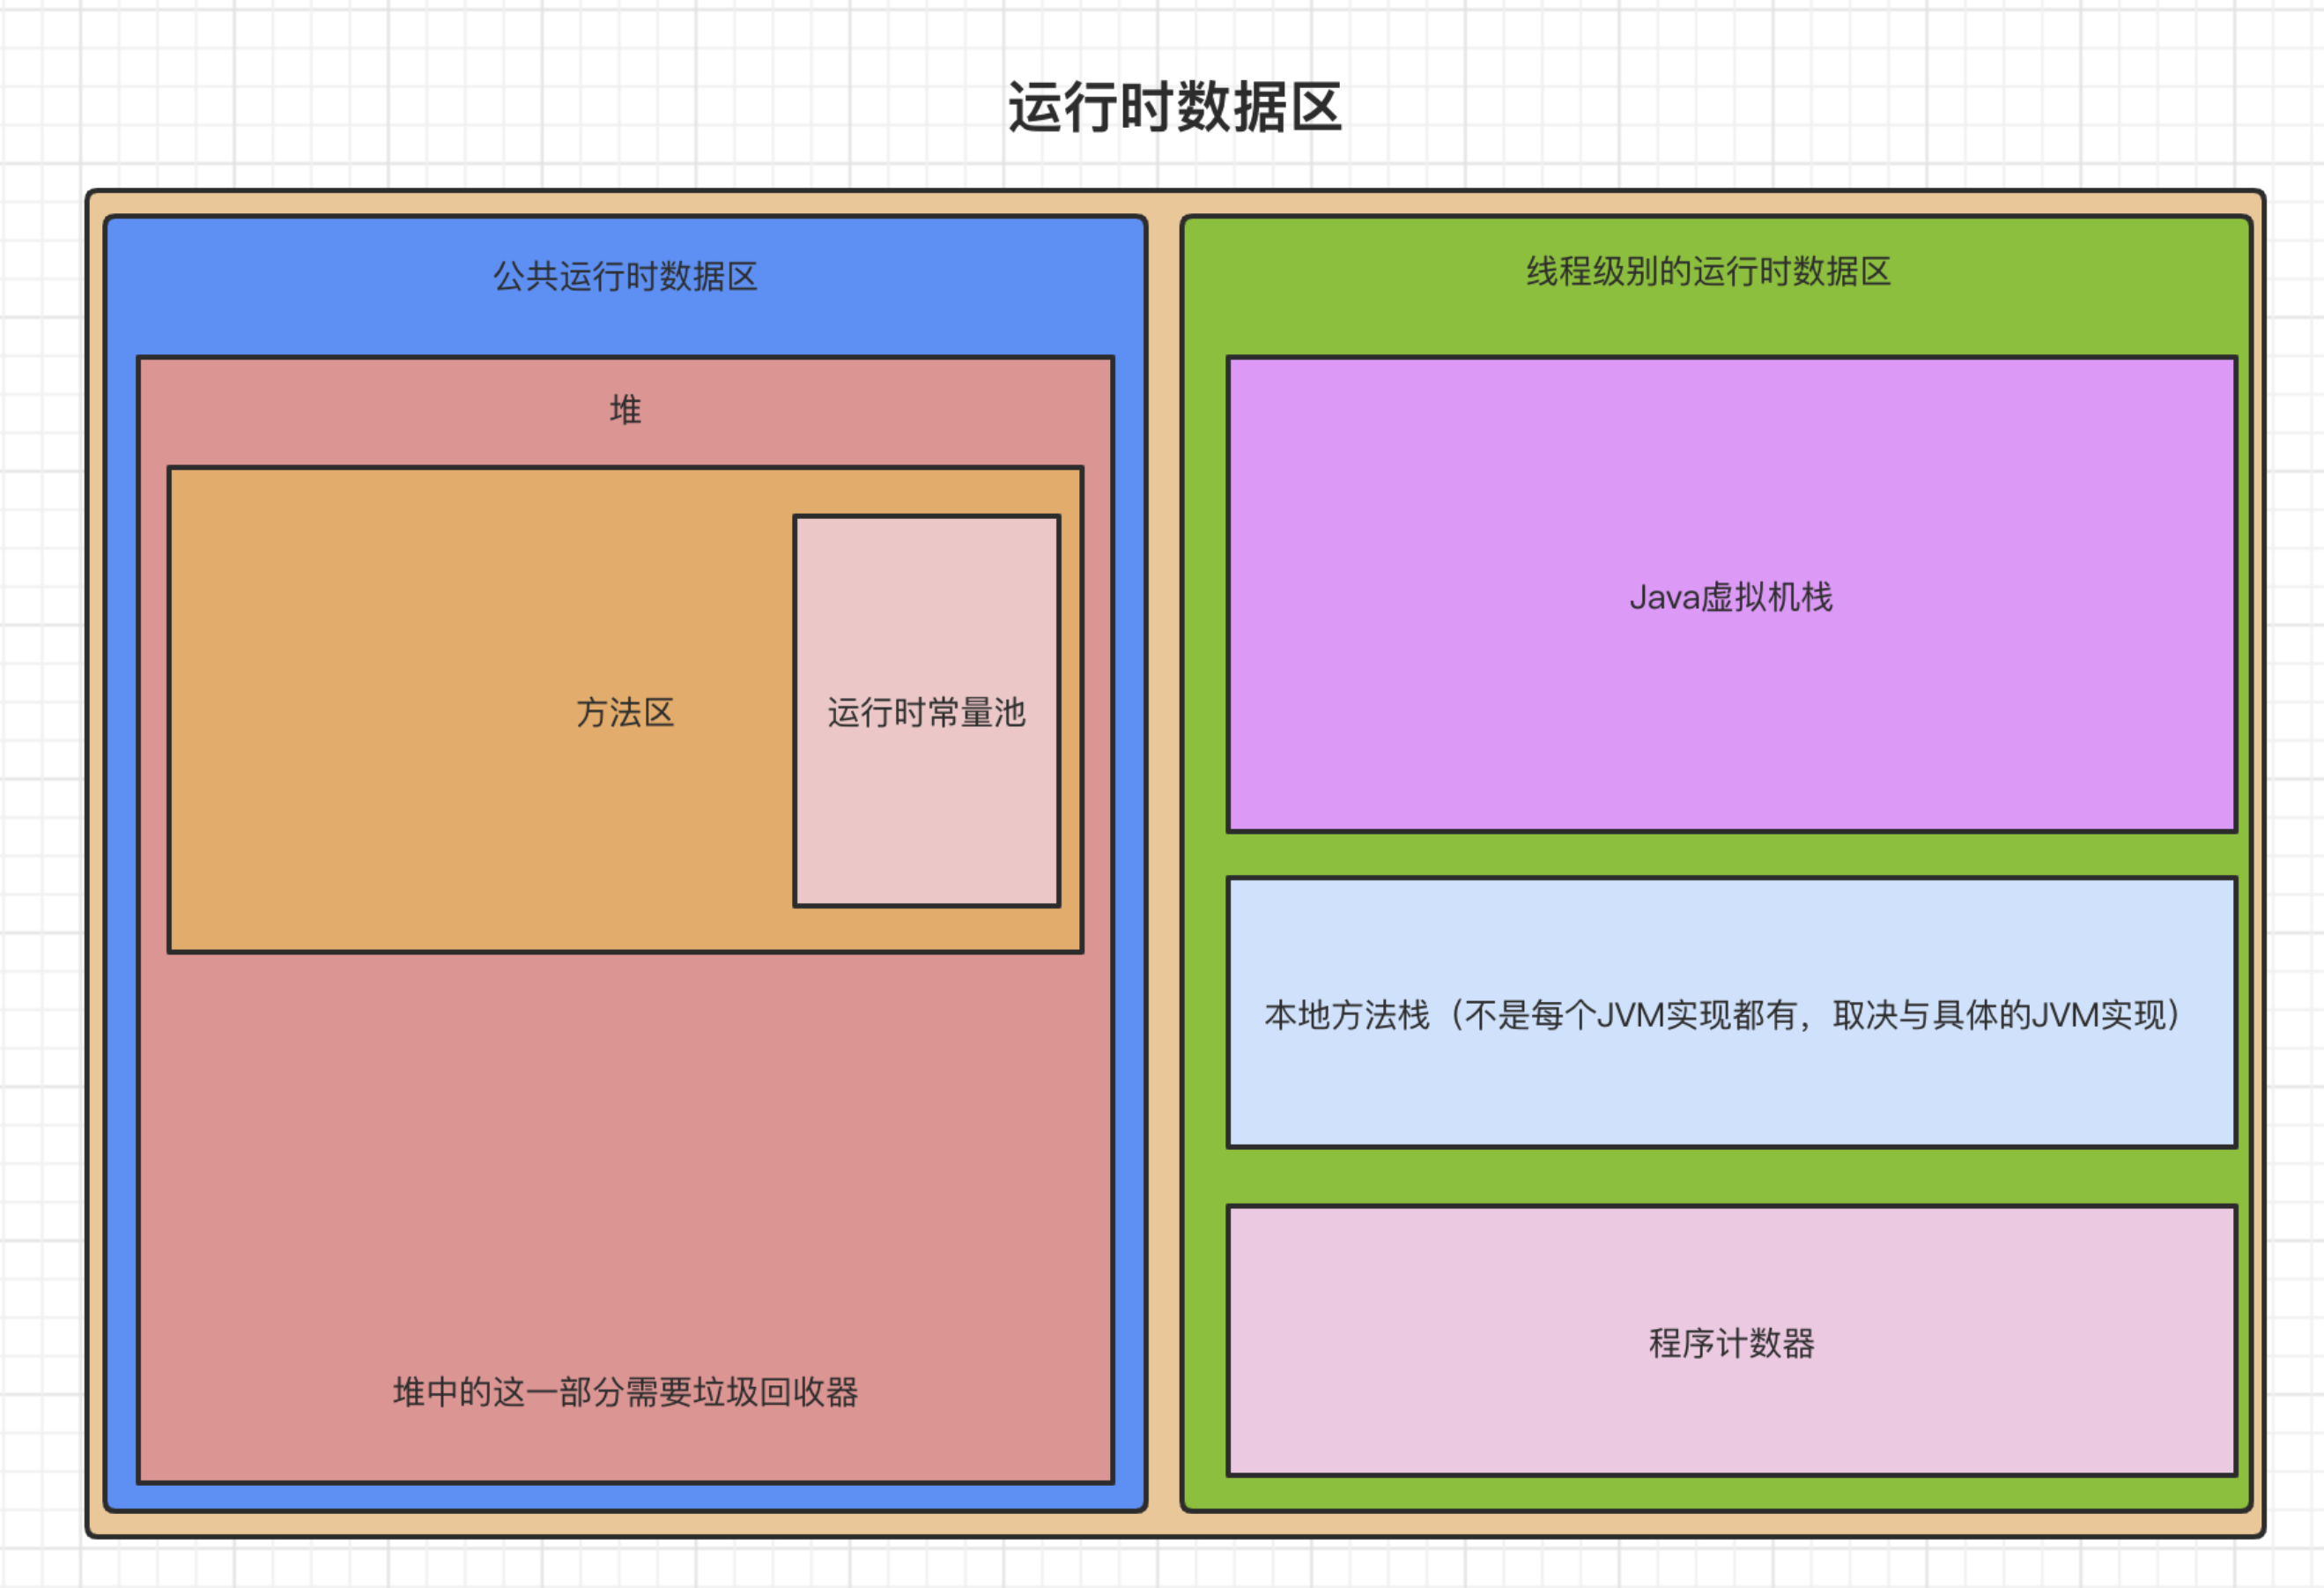 运行时数据区
公共运行时数据区
堆
方法区
运行时常量池
堆中的这一部分需要垃圾回收器
线程级别的运行时数据区
Java虚拟机栈
本地方法栈（不是每个JVM实现都有，取决与具体的JVM实现）
程序计数器